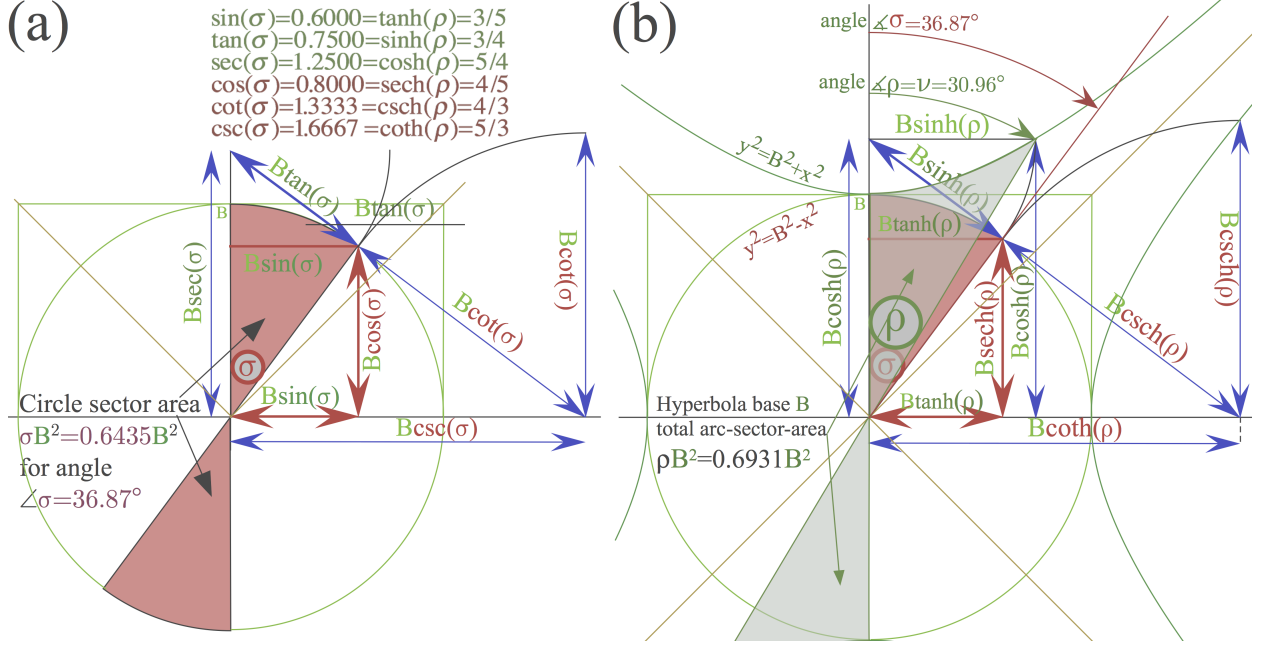 (a)
sin(σ)=0.6000=tanh(ρ)=3/5
tan(σ)=0.7500=sinh(ρ)=3/4
sec(σ)=1.2500=cosh(ρ)=5/4
cos(σ)=0.8000=sech(ρ)=4/5
cot(σ)=1.3333=csch(ρ)=4/3
csc(σ)=1.6667 =coth(ρ)=5/3
Btan(σ)
Btan(σ)
B
Bsec(σ)
Bsin(σ)
Bcot(σ)
Bcot(σ)
Bcos(σ)
σ
Bsin(σ)
Bcsc(σ)
Circle sector area
σB²=0.6435B²
for angle
∠σ=36.87°
(b)
angle ∡σ=36.87°
angle ∡ρ=ν=30.96°
Bsinh(ρ)
y²=B²+x²
Bsinh(ρ)
B
y²=B²-x²
Btanh(ρ)
Bcosh(ρ)
Bcsch(ρ)
ρ
σ
Bsech(ρ)
Bcosh(ρ)
Bcsch(ρ)
Btanh(ρ)
Bcoth(ρ)
Hyperbola base B
total arc-sector-area
ρB²=0.6931B²